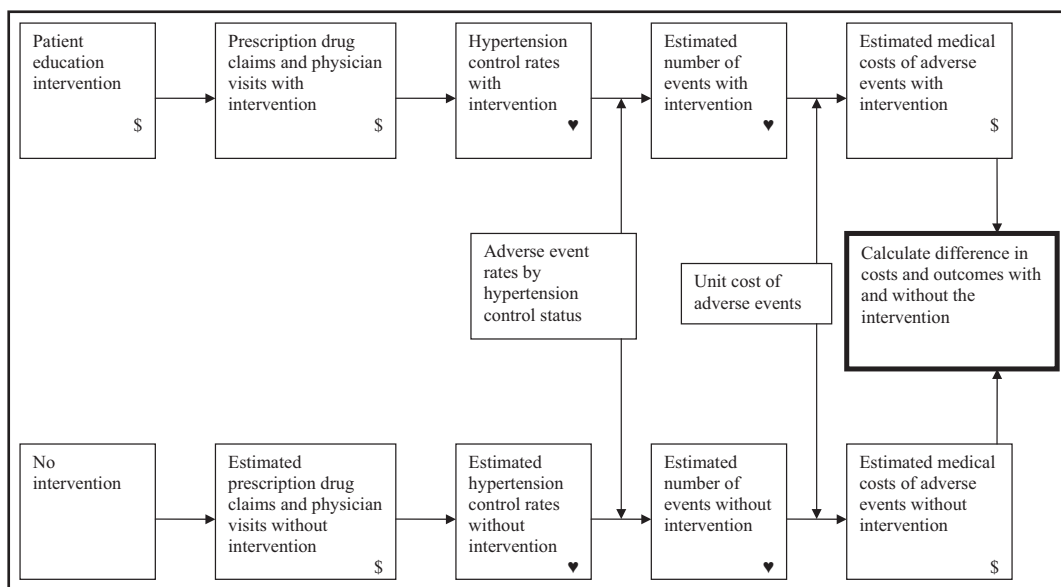 Patient
education
intervention
$
Prescription drug
claims and physician
visits with
intervention
$
Hypertension
control rates
with
intervention
♥
Estimated
number of
events with
intervention
♥
Estimated medical
costs of adverse
events with
intervention
$
Adverse event
rates by
hypertension
control status
Unit cost of
adverse events
Calculate difference in
costs and outcomes with
and without the
intervention
No
intervention
Estimated
prescription drug
claims and physician
visits without
intervention
$
Estimated
hypertension
control rates
without
intervention
♥
Estimated
number of
events without
intervention
♥
Estimated medical
costs of adverse
events without
intervention
$